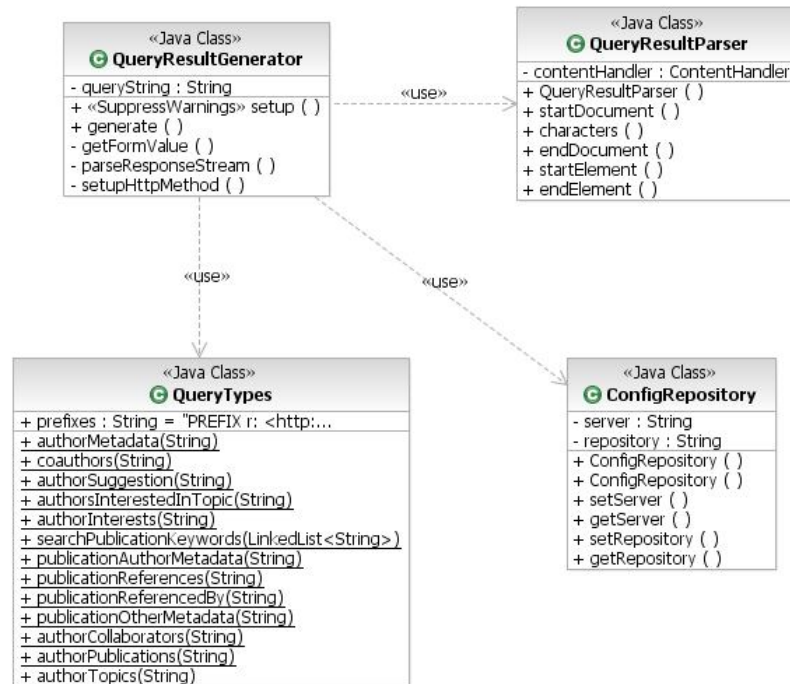 «Java Class»
QueryResultGenerator
- queryString : String
+ «SuppressWarnings» setup ( )
+ generate ( )
- getFormValue ( )
- parseResponseStream ( )
- setupHttpMethod ( )
«use»
«Java Class»
QueryResultParser
- contentHandler : ContentHandler
+ QueryResultParser ( )
+ startDocument ( )
+ characters ( )
+ endDocument ( )
+ startElement ( )
+ endElement ( )
«use»
«use»
«Java Class»
QueryTypes
+ prefixes : String = "PREFIX r: <http:...
+ authorMetadata(String)
+ coauthors(String)
+ authorSuggestion(String)
+ authorsInterestedInTopic(String)
+ authorInterests(String)
+ searchPublicationKeywords(LinkedList<String>)
+ publicationAuthorMetadata(String)
+ publicationReferences(String)
+ publicationReferencedBy(String)
+ publicationOtherMetadata(String)
+ authorCollaborators(String)
+ authorPublications(String)
+ authorTopics(String)
«Java Class»
ConfigRepository
- server : String
- repository : String
+ ConfigRepository ( )
+ ConfigRepository ( )
+ setServer ( )
+ getServer ( )
+ setRepository ( )
+ getRepository ( )